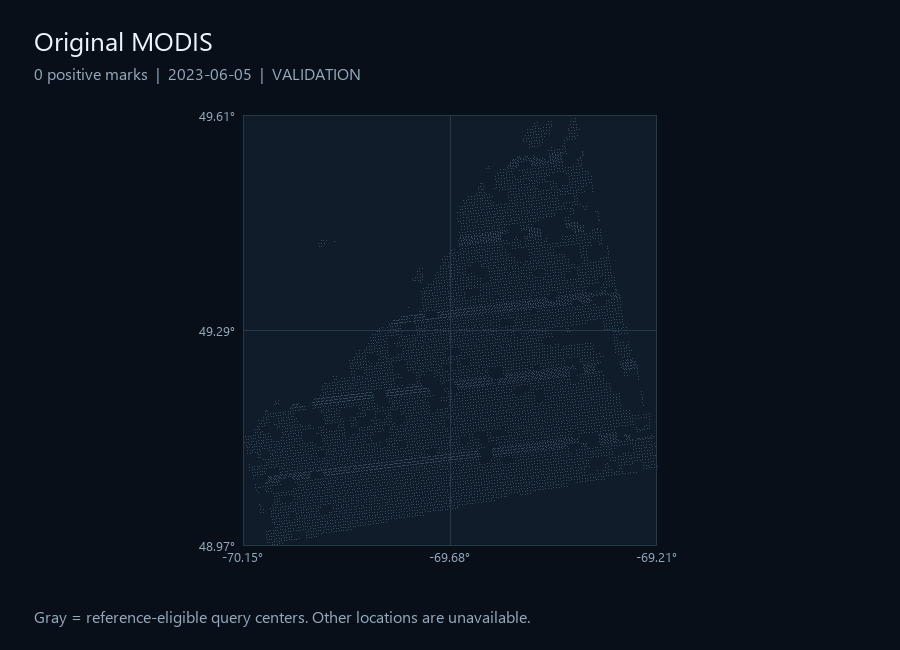 Original MODIS
0 positive marks | 2023-06-05 | VALIDATION
49.61°
49.29°
48.97°
-70.15°
-69.68°
-69.21°
Gray = reference-eligible query centers. Other locations are unavailable.